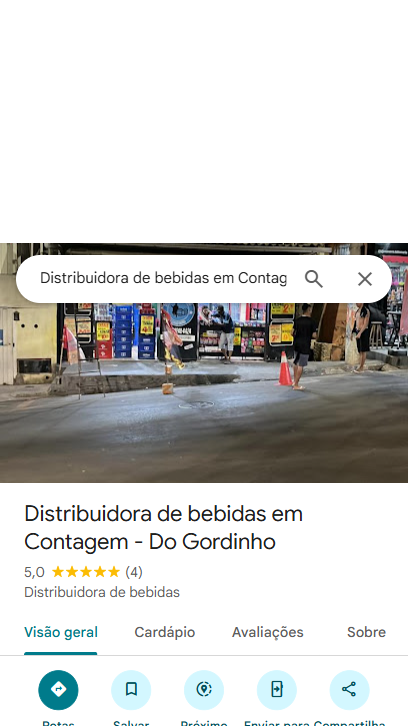 Distribuidora de bebidas em Contag
Distribuidora de bebidas em
Contagem - Do Gordinho
5,0 (4)
Distribuidora de bebidas
Visão geral Cardápio Avaliações Sobre
Rotas Salvar Próximo Enviar para Compartilha